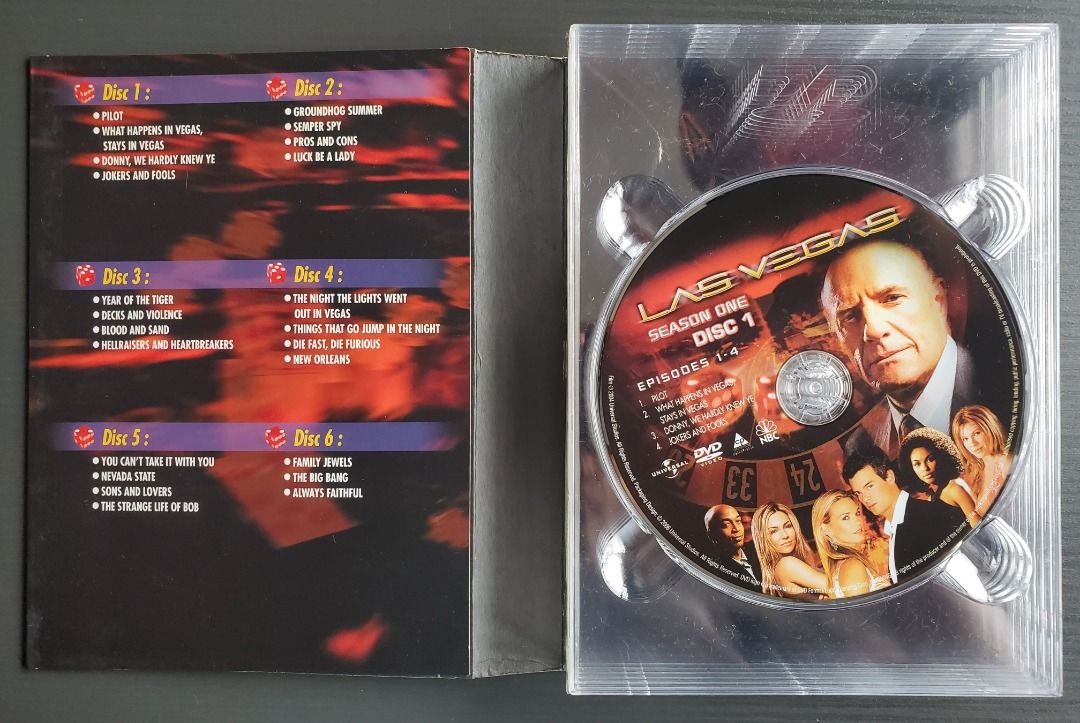 Disc 1 :
PILOT
WHAT HAPPENS IN VEGAS,
STAYS IN VEGAS
DONNY, WE HARDLY KNEW YE
JOKERS AND FOOLS
Disc 2 :
GROUNDHOG SUMMER
SEMPER SPY
PROS AND CONS
LUCK BE A LADY
Disc 3 :
YEAR OF THE TIGER
DECKS AND VIOLENCE
BLOOD AND SAND
HELLRAISERS AND HEARTBREAKERS
Disc 4 :
THE NIGHT THE LIGHTS WENT
OUT IN VEGAS
THINGS THAT GO JUMP IN THE NIGHT
DIE FAST, DIE FURIOUS
NEW ORLEANS
Disc 5 :
YOU CAN'T TAKE IT WITH YOU
NEVADA STATE
SONS AND LOVERS
THE STRANGE LIFE OF BOB
Disc 6 :
FAMILY JEWELS
THE BIG BANG
ALWAYS FAITHFUL
DVD
LAS VEGAS
SEASON ONE
DISC 1
EPISODES 1-4
1. PILOT
2. WHAT HAPPENS IN VEGAS,
STAYS IN VEGAS
3. DONNY, WE HARDLY KNEW YE
4. JOKERS AND FOOLS
UNIVERSAL
DVD
VIDEO
NBC
33
24